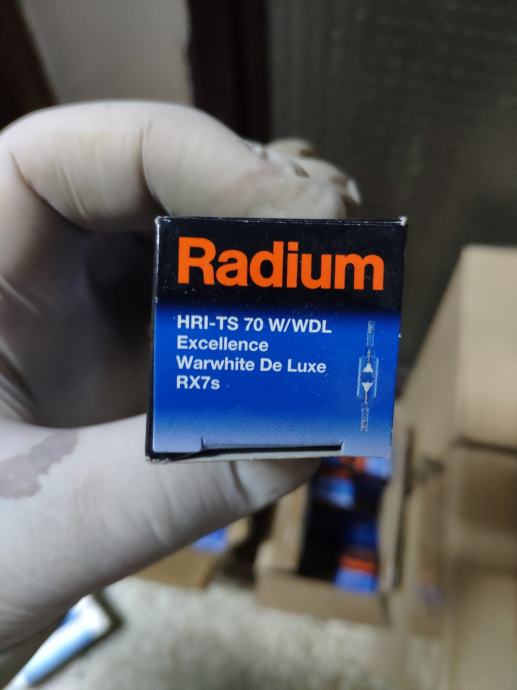 Radium
HRI-TS 70 W/WDL
Excellence
Warwhite De Luxe
RX7s